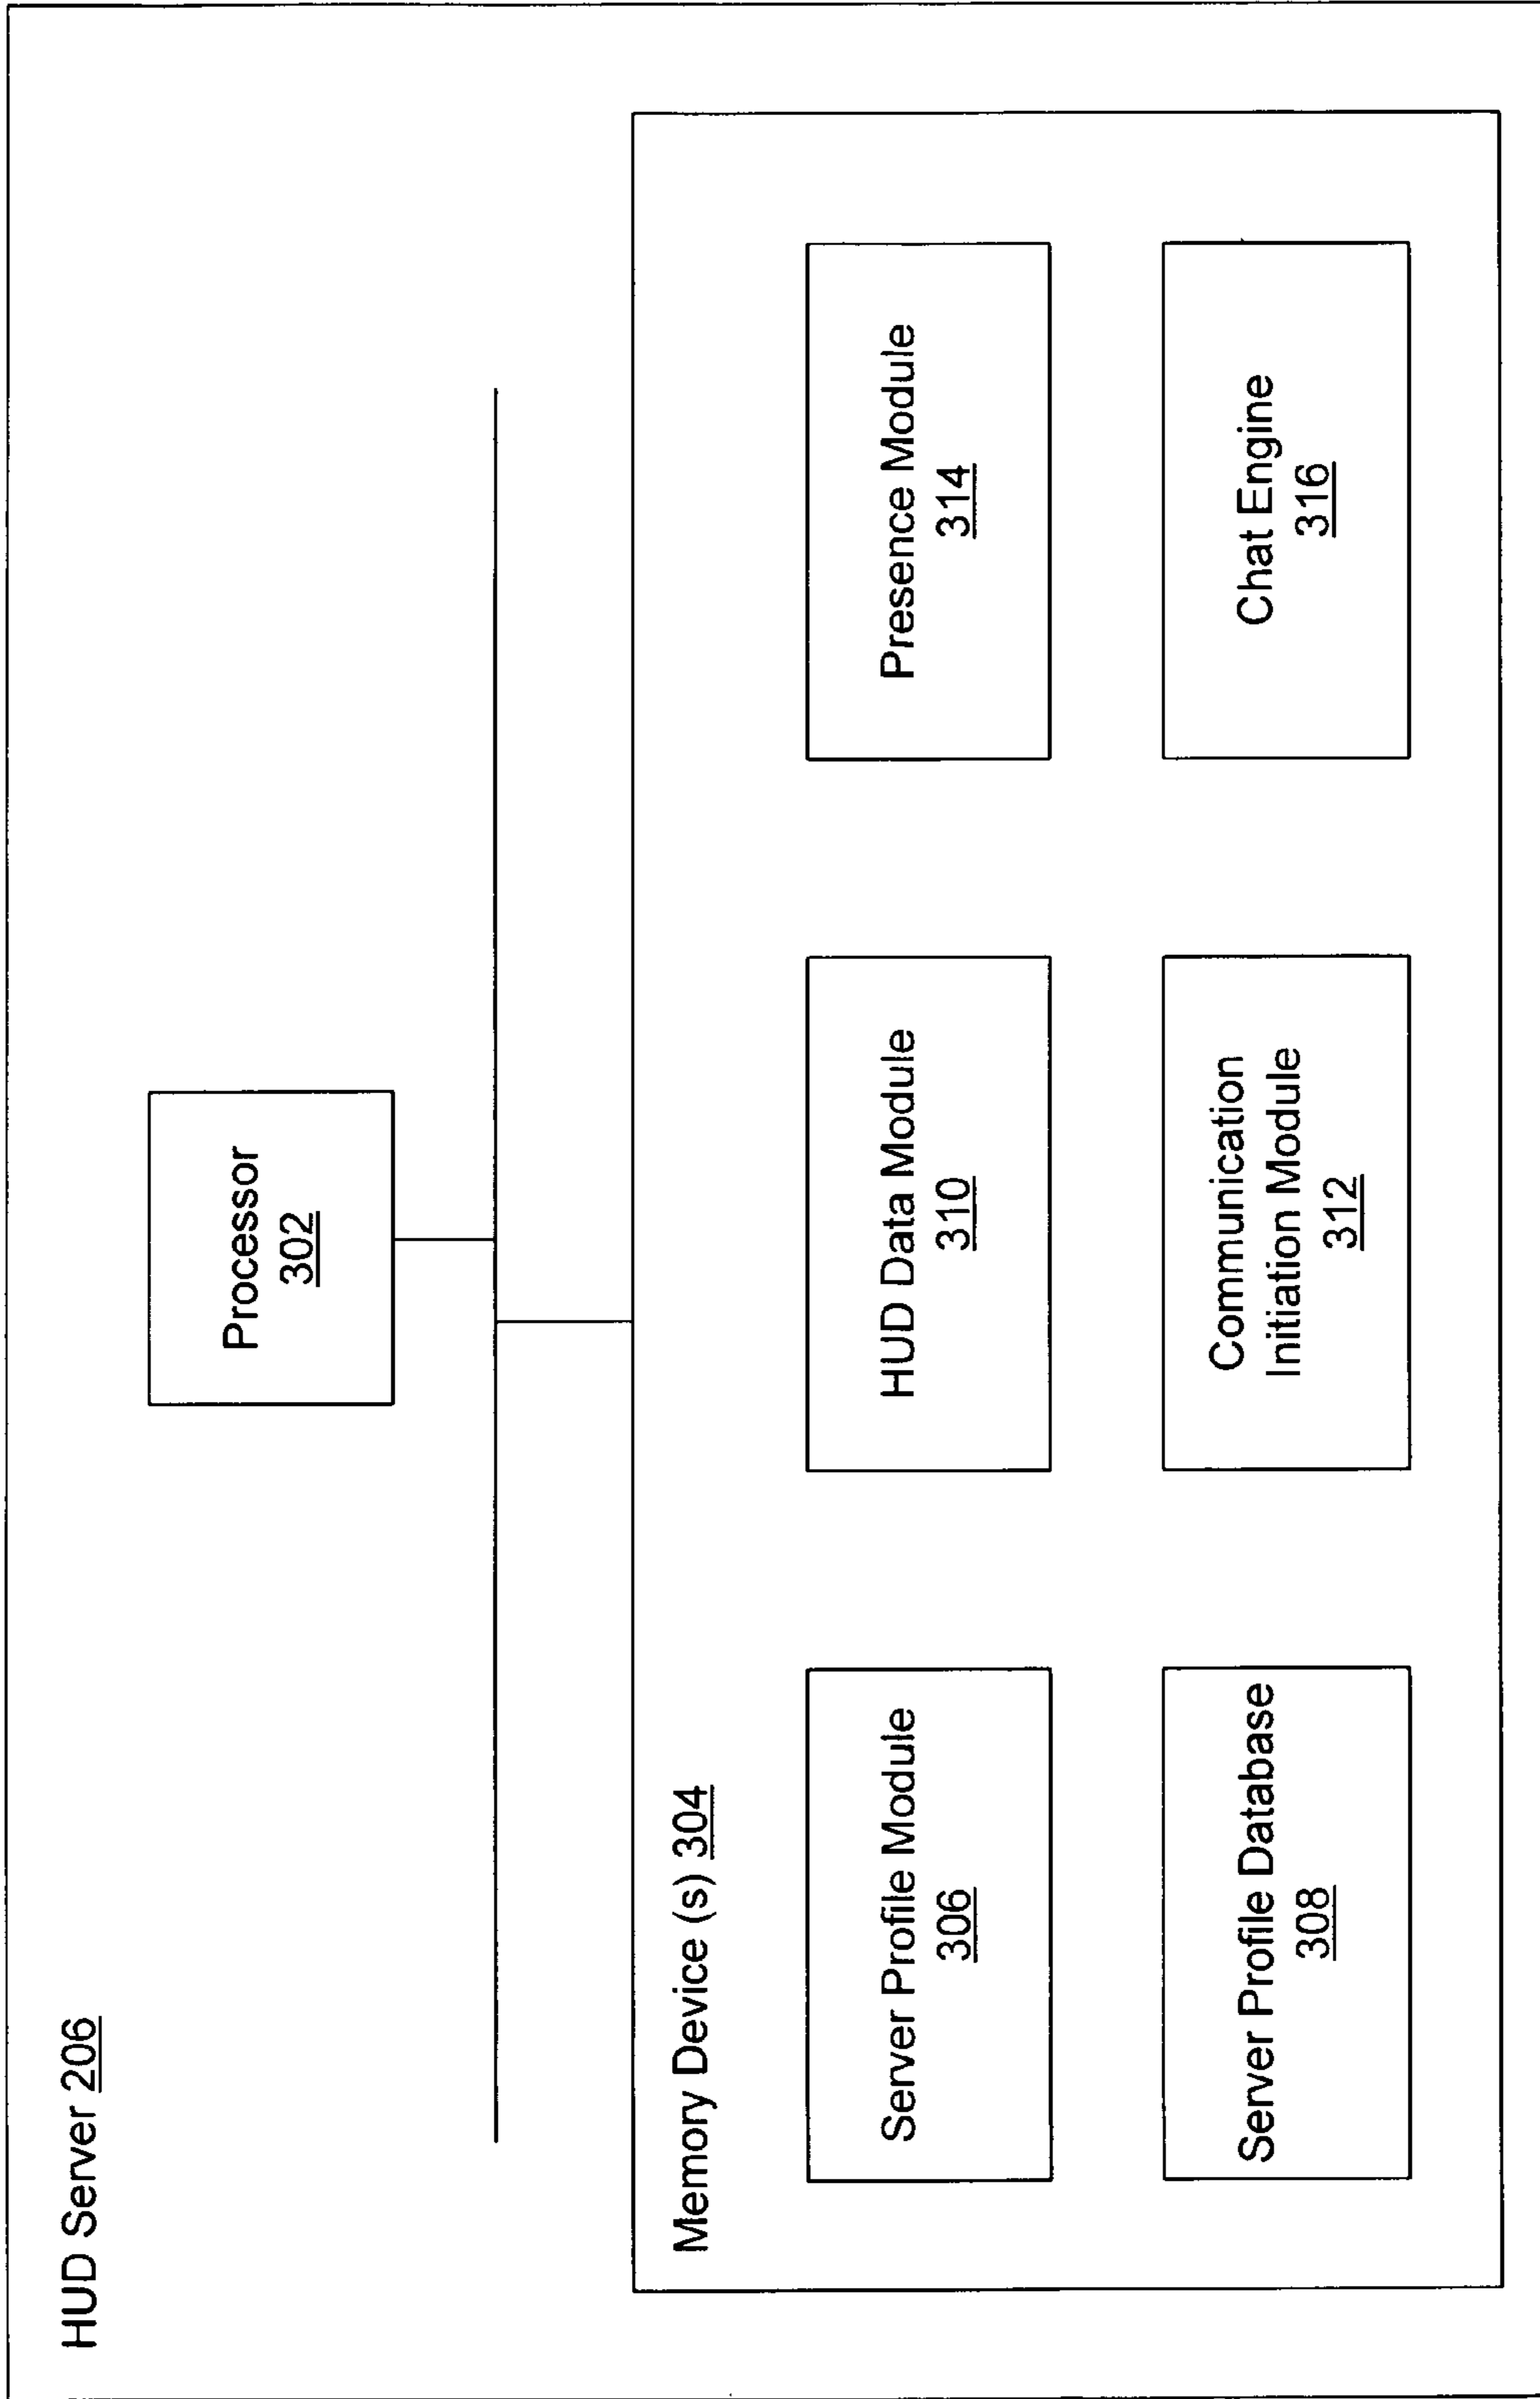 HUD Server 206
Processor
302
Memory Device (s) 304
Server Profile Module
306
HUD Data Module
310
Presence Module
314
Server Profile Database
308
Communication
Initiation Module
312
Chat Engine
316